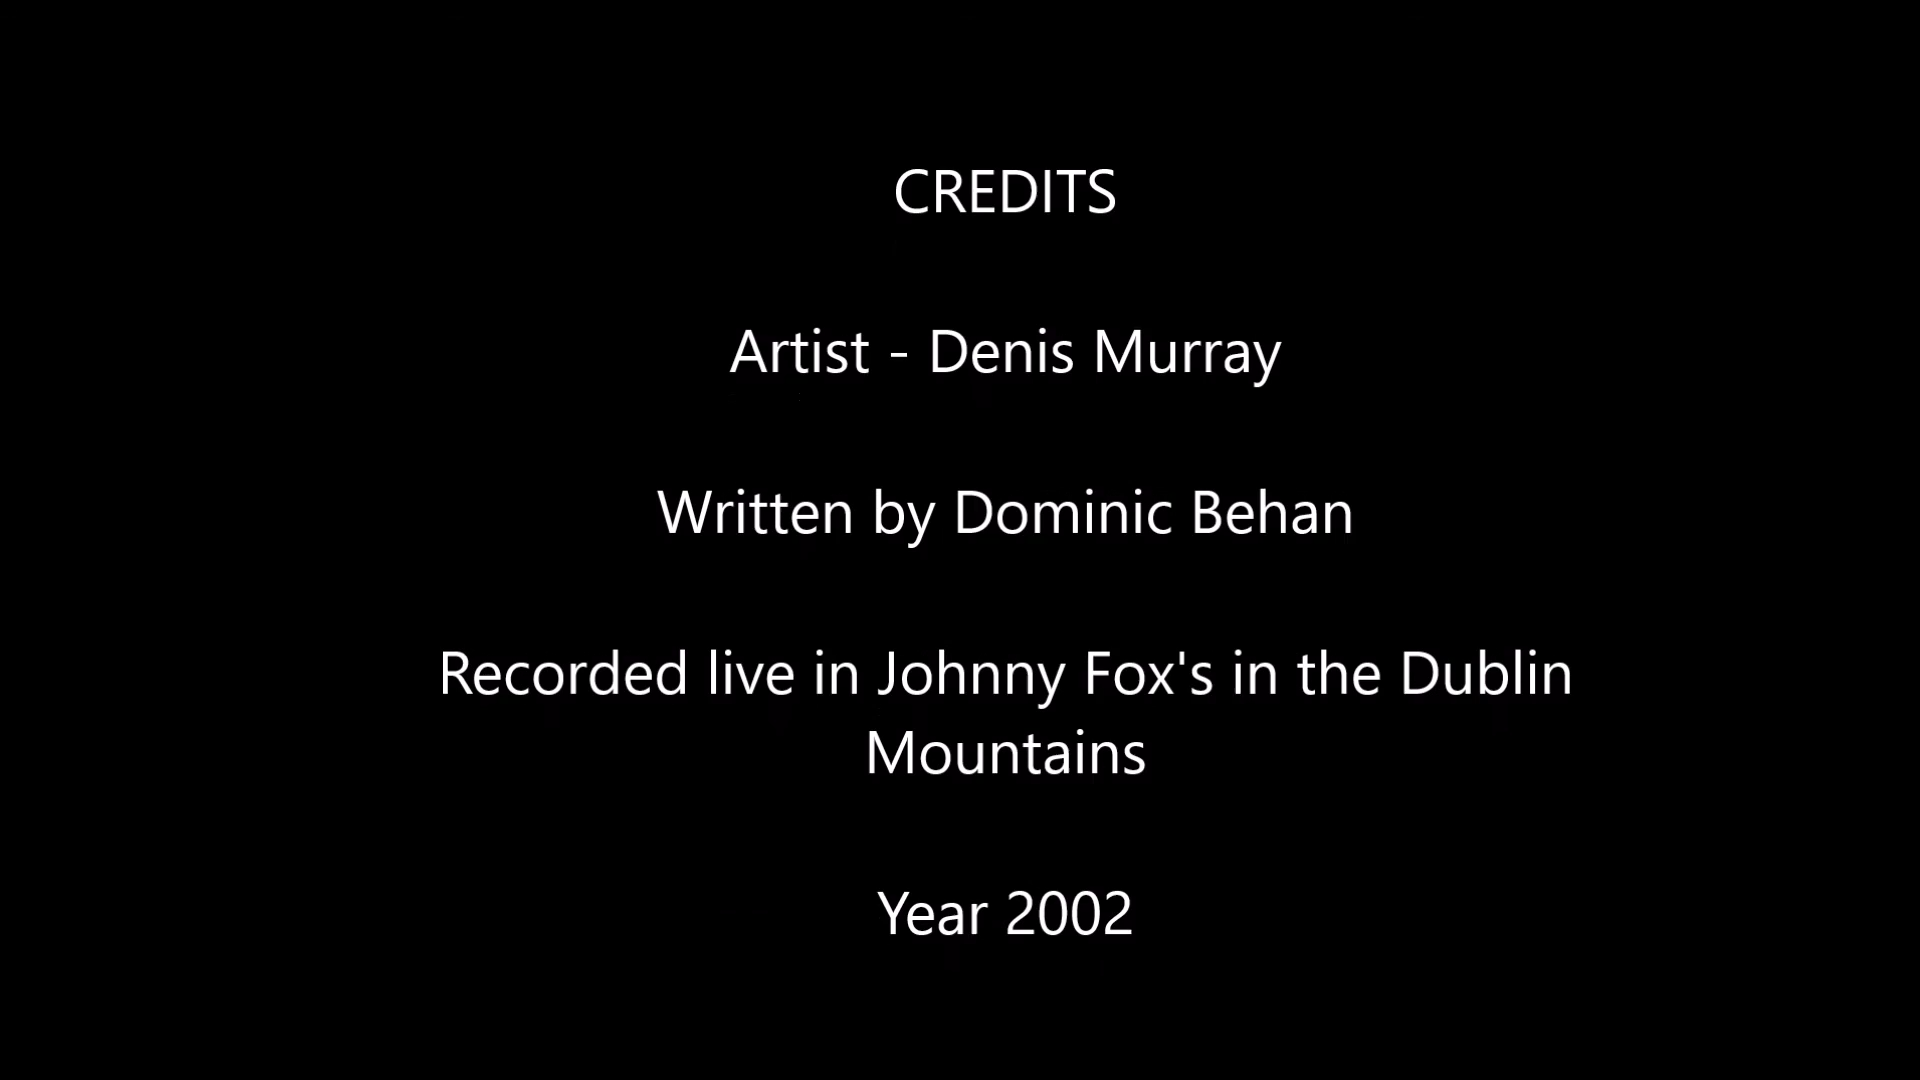 CREDITS
Artist - Denis Murray
Written by Dominic Behan
Recorded live in Johnny Fox's in the Dublin
Mountains
Year 2002